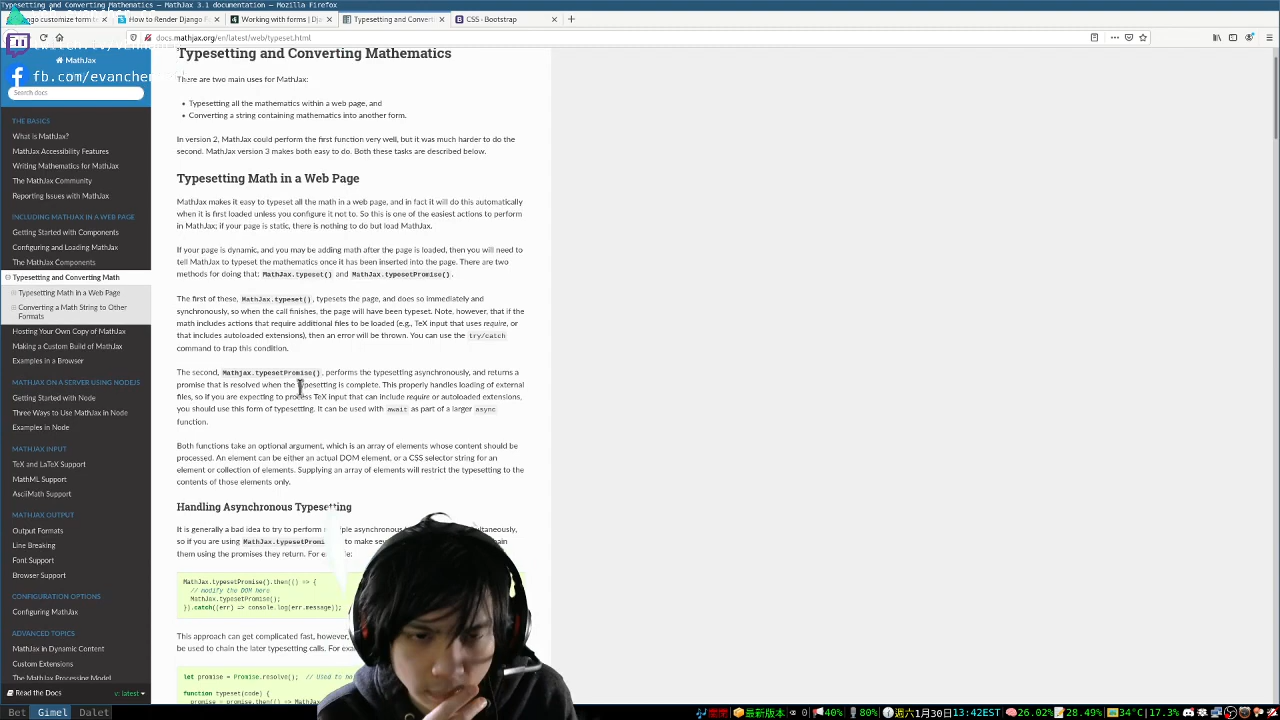 Typesetting and Converting Mathematics — MathJax 3.1 documentation - Mozilla Firefox
How to Render Django F
Working with forms | Dj
Typesetting and Convert
CSS · Bootstrap
docs.mathjax.org/en/latest/web/typeset.html
MathJax
fb.com/evanchen
Search docs
THE BASICS
What is MathJax?
MathJax Accessibility Features
Writing Mathematics for MathJax
The MathJax Community
Reporting Issues with MathJax
INCLUDING MATHJAX IN A WEB PAGE
Getting Started with Components
Configuring and Loading MathJax
The MathJax Components
Typesetting and Converting Math
Typesetting Math in a Web Page
Converting a Math String to Other
Formats
Hosting Your Own Copy of MathJax
Making a Custom Build of MathJax
Examples in a Browser
MATHJAX ON A SERVER USING NODEJS
Getting Started with Node
Three Ways to Use MathJax in Node
Examples in Node
MATHJAX INPUT
TeX and LaTeX Support
MathML Support
AsciiMath Support
MATHJAX OUTPUT
Output Formats
Line Breaking
Font Support
Browser Support
CONFIGURATION OPTIONS
Configuring MathJax
ADVANCED TOPICS
MathJax in Dynamic Content
Custom Extensions
The MathJax Processing Model
Read the Docs
v: latest
Typesetting and Converting Mathematics
There are two main uses for MathJax:
Typesetting all the mathematics within a web page, and
Converting a string containing mathematics into another form.
In version 2, MathJax could perform the first function very well, but it was much harder to do the
second. MathJax version 3 makes both easy to do. Both these tasks are described below.
Typesetting Math in a Web Page
MathJax makes it easy to typeset all the math in a web page, and in fact it will do this automatically
when it is first loaded unless you configure it not to. So this is one of the easiest actions to perform
in MathJax; if your page is static, there is nothing to do but load MathJax.
If your page is dynamic, and you may be adding math after the page is loaded, then you will need to
tell MathJax to typeset the mathematics once it has been inserted into the page. There are two
methods for doing that: MathJax.typeset() and MathJax.typesetPromise().
The first of these, MathJax.typeset(), typesets the page, and does so immediately and
synchronously, so when the call finishes, the page will have been typeset. Note, however, that if the
math includes actions that require additional files to be loaded (e.g., TeX input that uses require, or
that includes autoloaded extensions), then an error will be thrown. You can use the try/catch
command to trap this condition.
The second, Mathjax.typesetPromise(), performs the typesetting asynchronously, and returns a
promise that is resolved when the typesetting is complete. This properly handles loading of external
files, so if you are expecting to process TeX input that can include require or autoloaded extensions,
you should use this form of typesetting. It can be used with await as part of a larger async
function.
Both functions take an optional argument, which is an array of elements whose content should be
processed. An element can be either an actual DOM element, or a CSS selector string for an
element or collection of elements. Supplying an array of elements will restrict the typesetting to the
contents of those elements only.
Handling Asynchronous Typesetting
It is generally a bad idea to try to perform
so if you are using MathJax.typesetPromi to make
them using the promises they return. For
MathJax.typesetPromise().then(() => {
// modify the DOM here
MathJax.typesetPromise();
}).catch((err) => console.log(err.message));
This approach can get complicated fast, however,
be used to chain the later typesetting calls. For
let promise = Promise.resolve(); // Used to
function typeset(code) {
promise = promise.then(() =>
Bet Gimel Dalet
最新版本 0 40% 80% 週六1月30日 13:42EST 26.02% 28.49% 34°C 17.3%